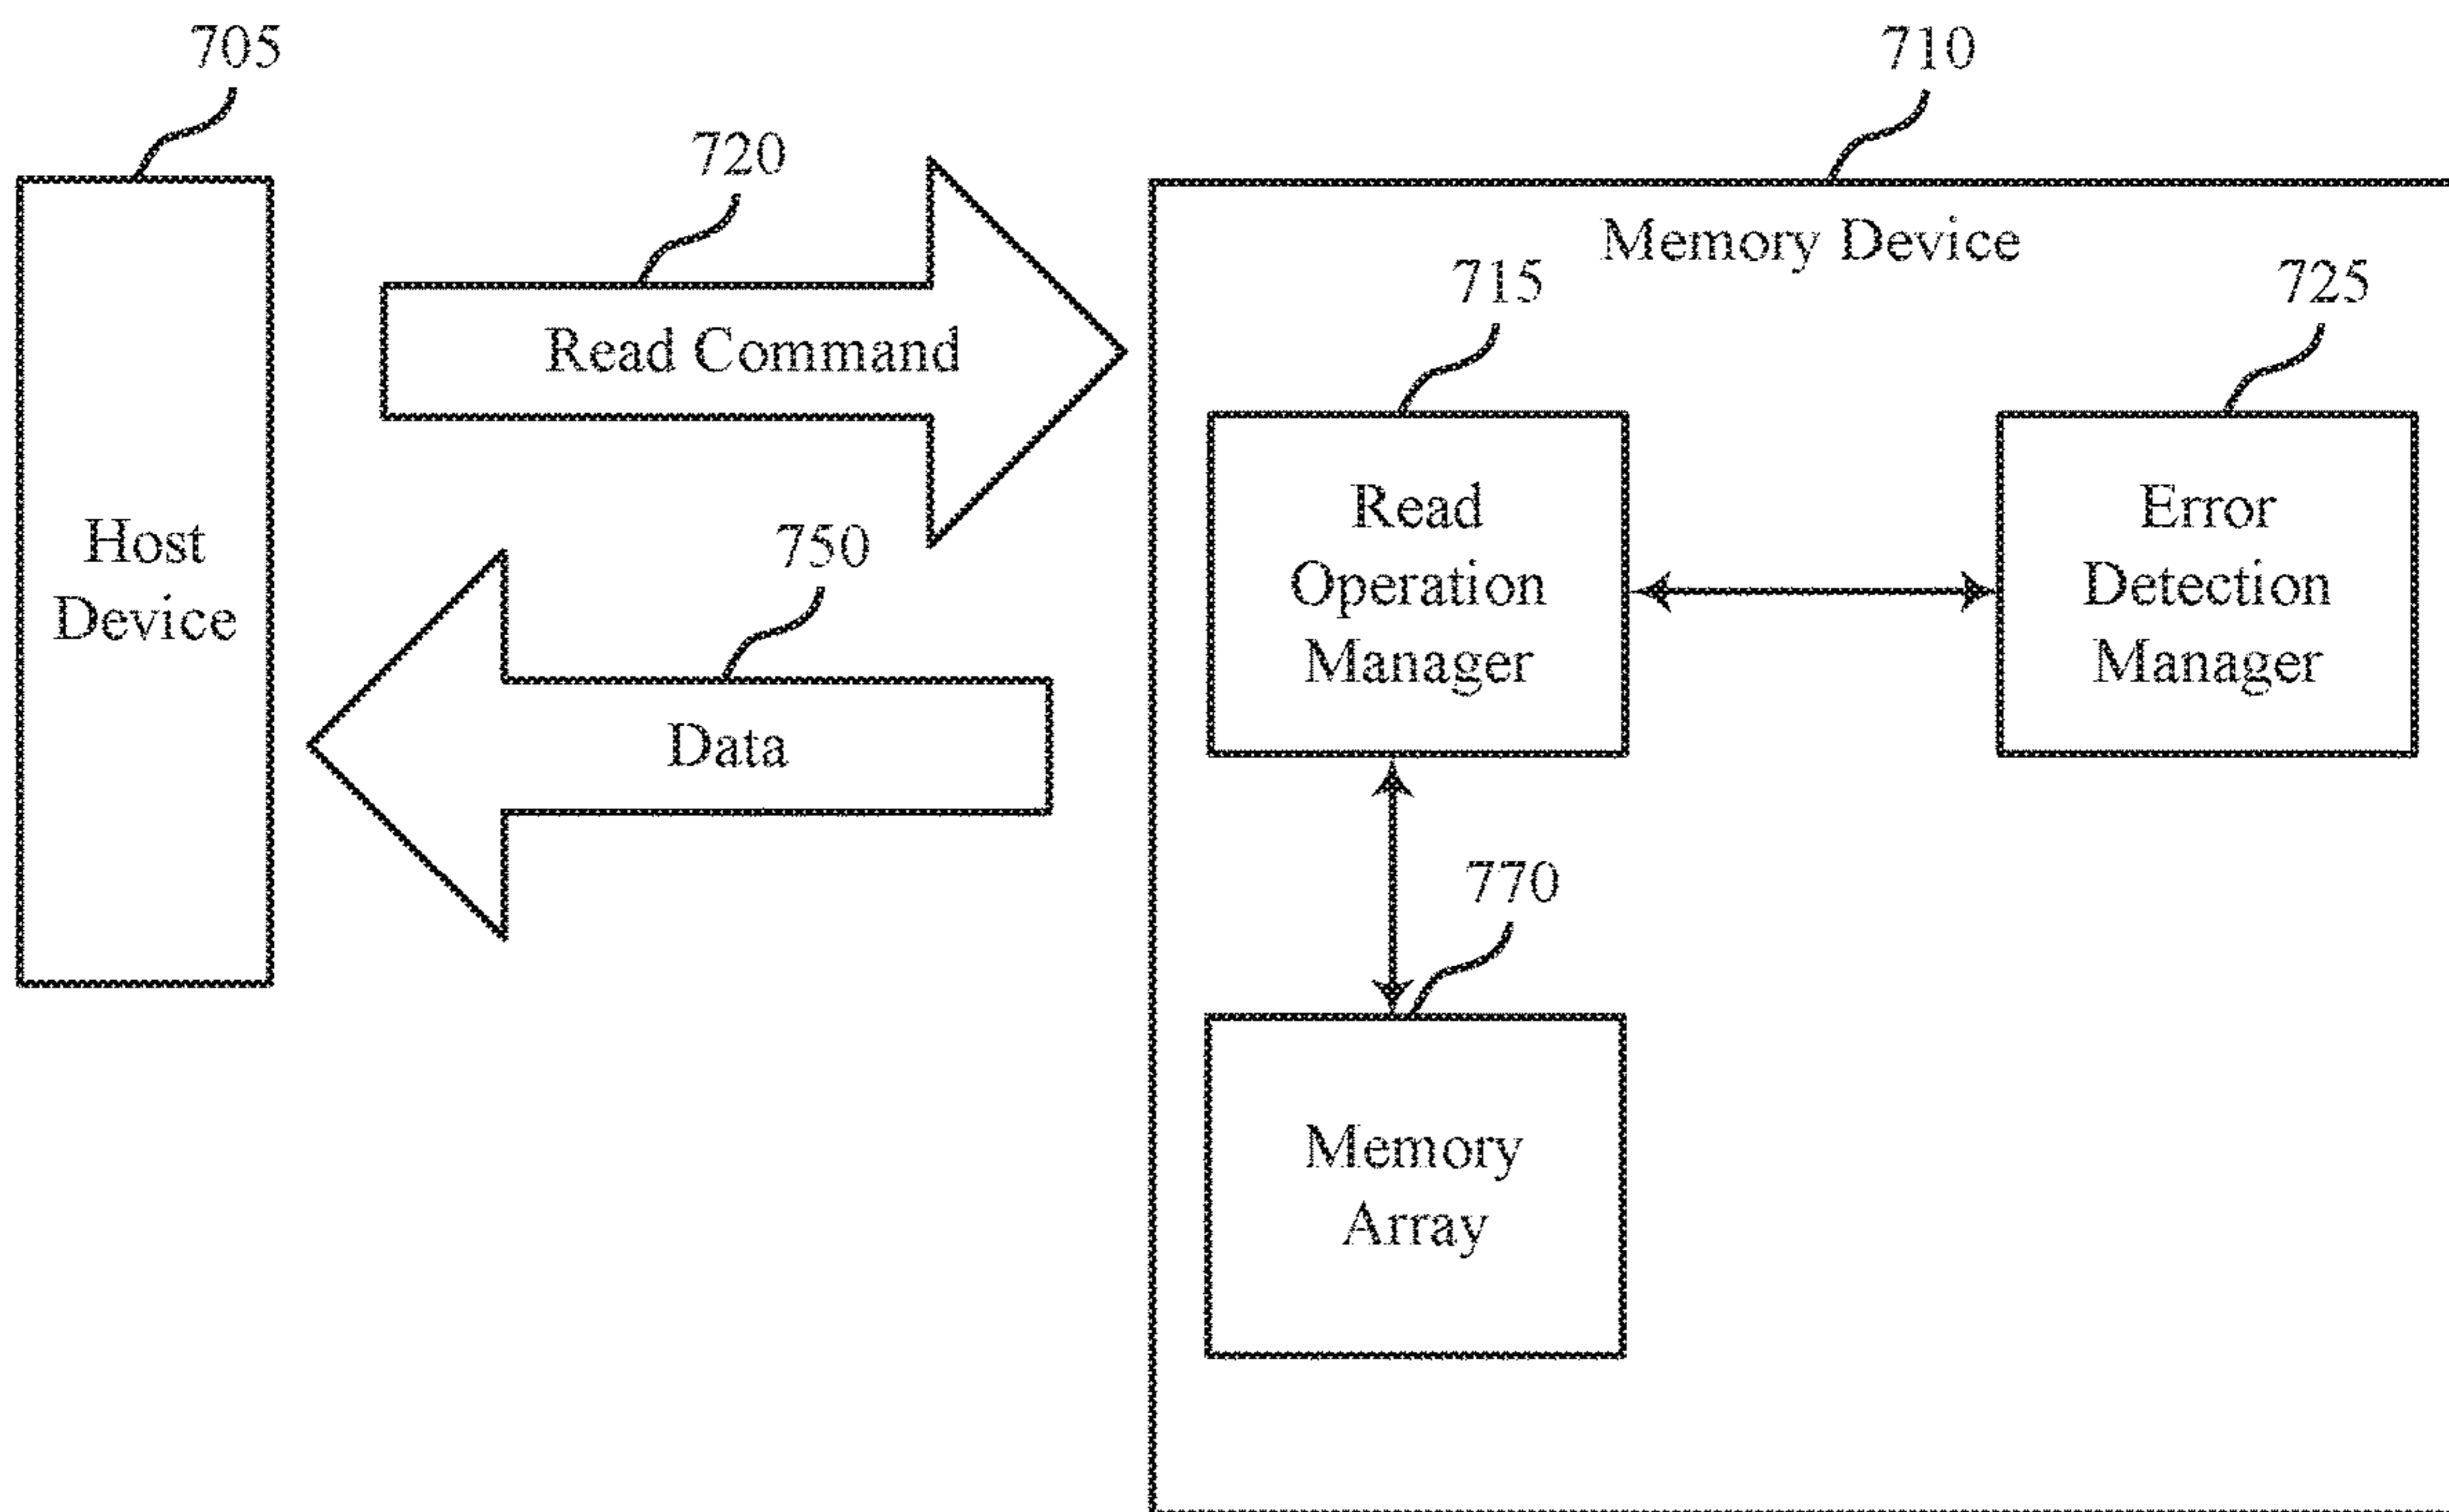 705
710
720
Memory Device
715
725
Read Command
Read
Operation
Manager
Error
Detection
Manager
Host
Device
750
Data
770
Memory
Array